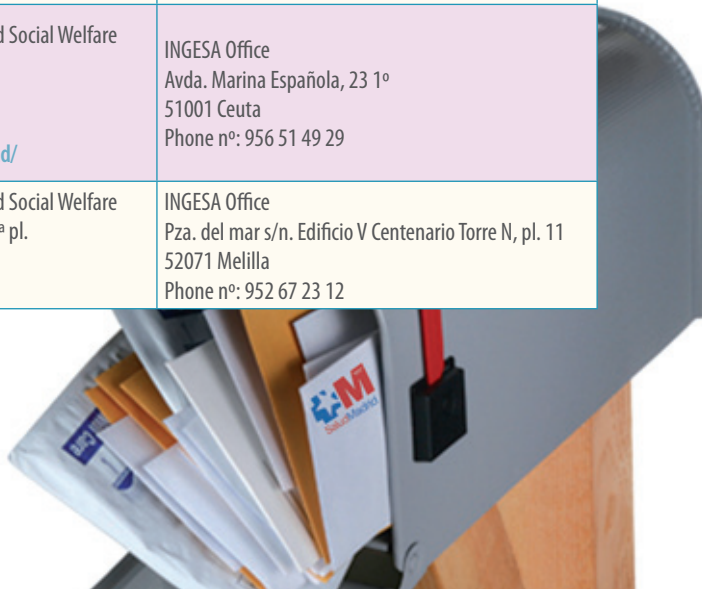 d Social Welfare
d/
INGESA Office
Avda. Marina Española, 23 1º
51001 Ceuta
Phone nº: 956 51 49 29
d Social Welfare
ª pl.
INGESA Office
Pza. del mar s/n. Edificio V Centenario Torre N, pl. 11
52071 Melilla
Phone nº: 952 67 23 12
SaludMadrid